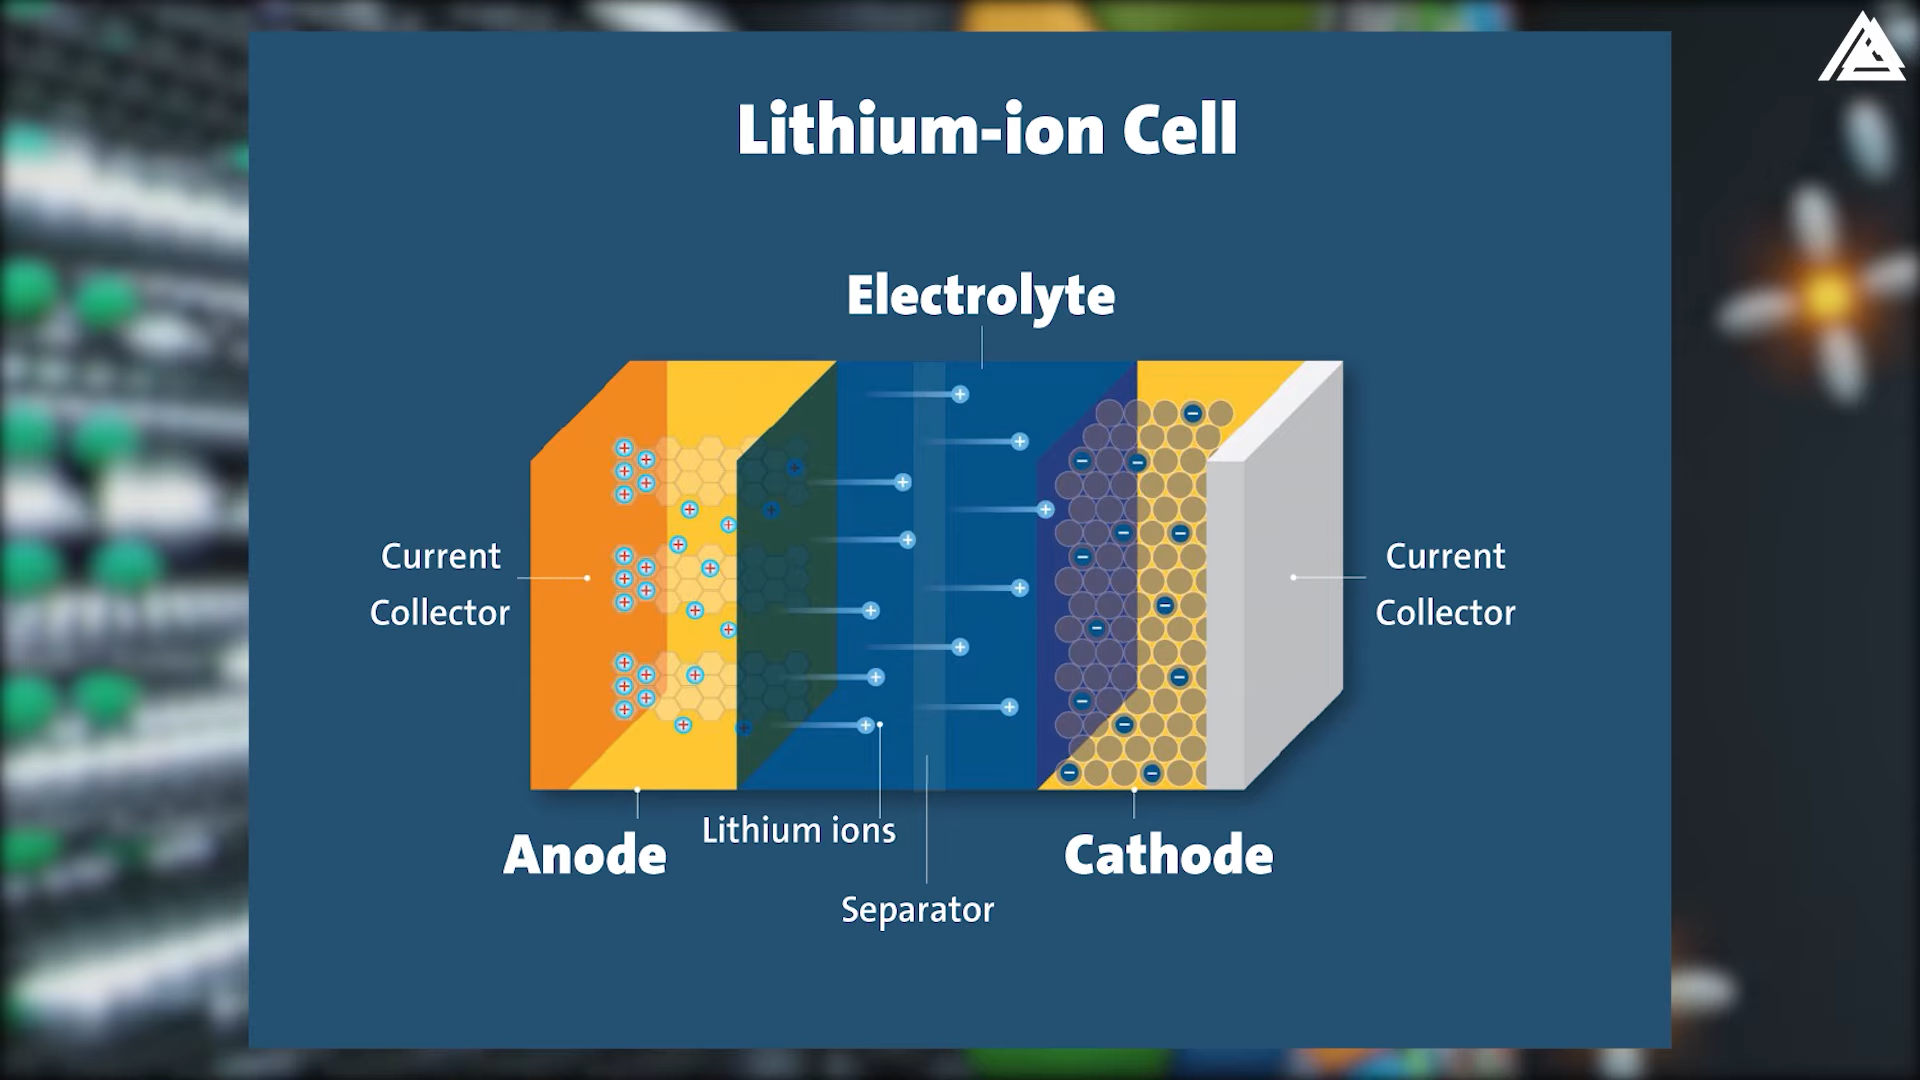 Lithium-ion Cell
Electrolyte
Current
Collector
Current
Collector
Anode
Lithium ions
Cathode
Separator